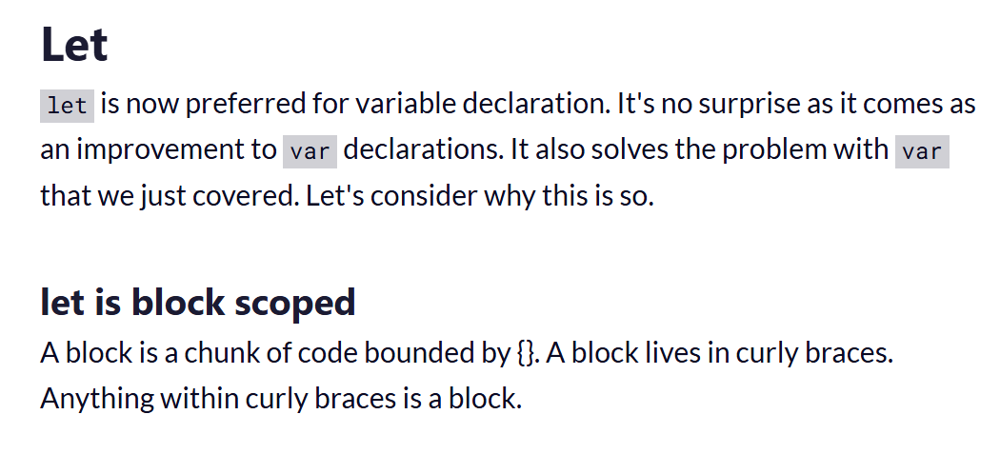 Let
let is now preferred for variable declaration. It's no surprise as it comes as
an improvement to var declarations. It also solves the problem with var
that we just covered. Let's consider why this is so.
let is block scoped
A block is a chunk of code bounded by {}. A block lives in curly braces.
Anything within curly braces is a block.